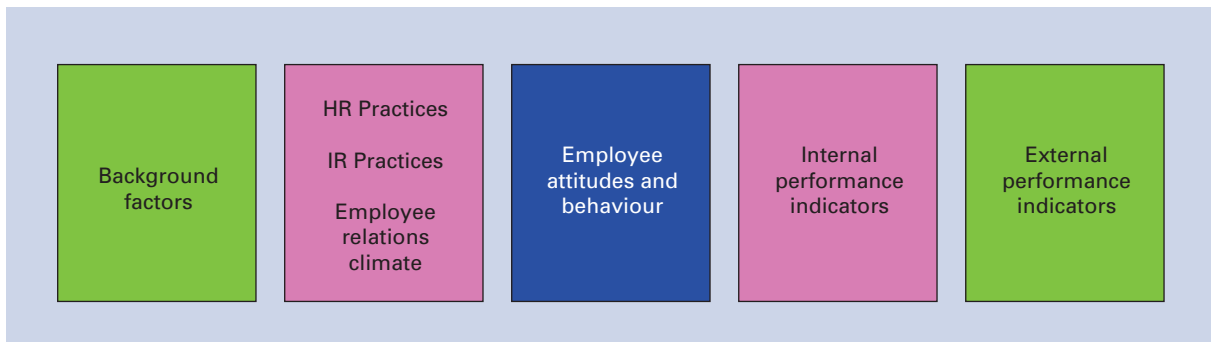 Background
factors
HR Practices
IR Practices
Employee
relations
climate
Employee
attitudes and
behaviour
Internal
performance
indicators
External
performance
indicators